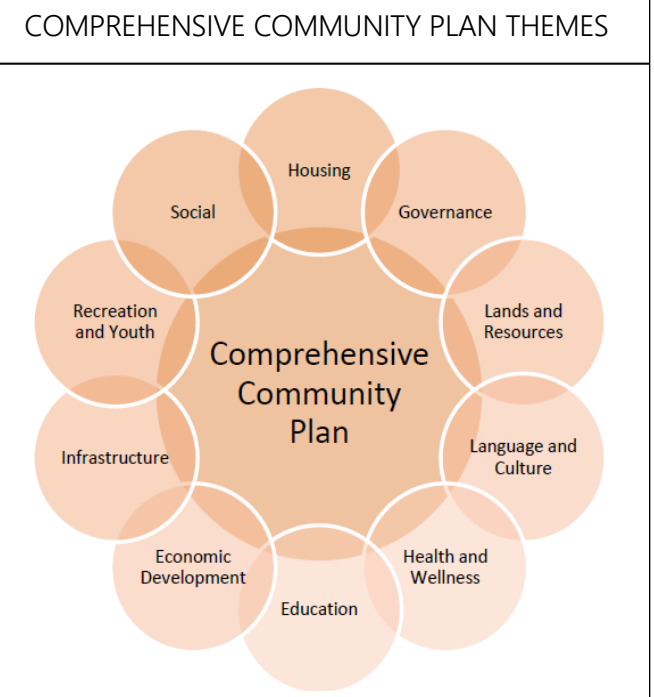 COMPREHENSIVE COMMUNITY PLAN THEMES
Housing
Social
Governance
Recreation
and Youth
Lands and
Resources
Comprehensive
Community
Plan
Infrastructure
Language and
Culture
Economic
Development
Health and
Wellness
Education